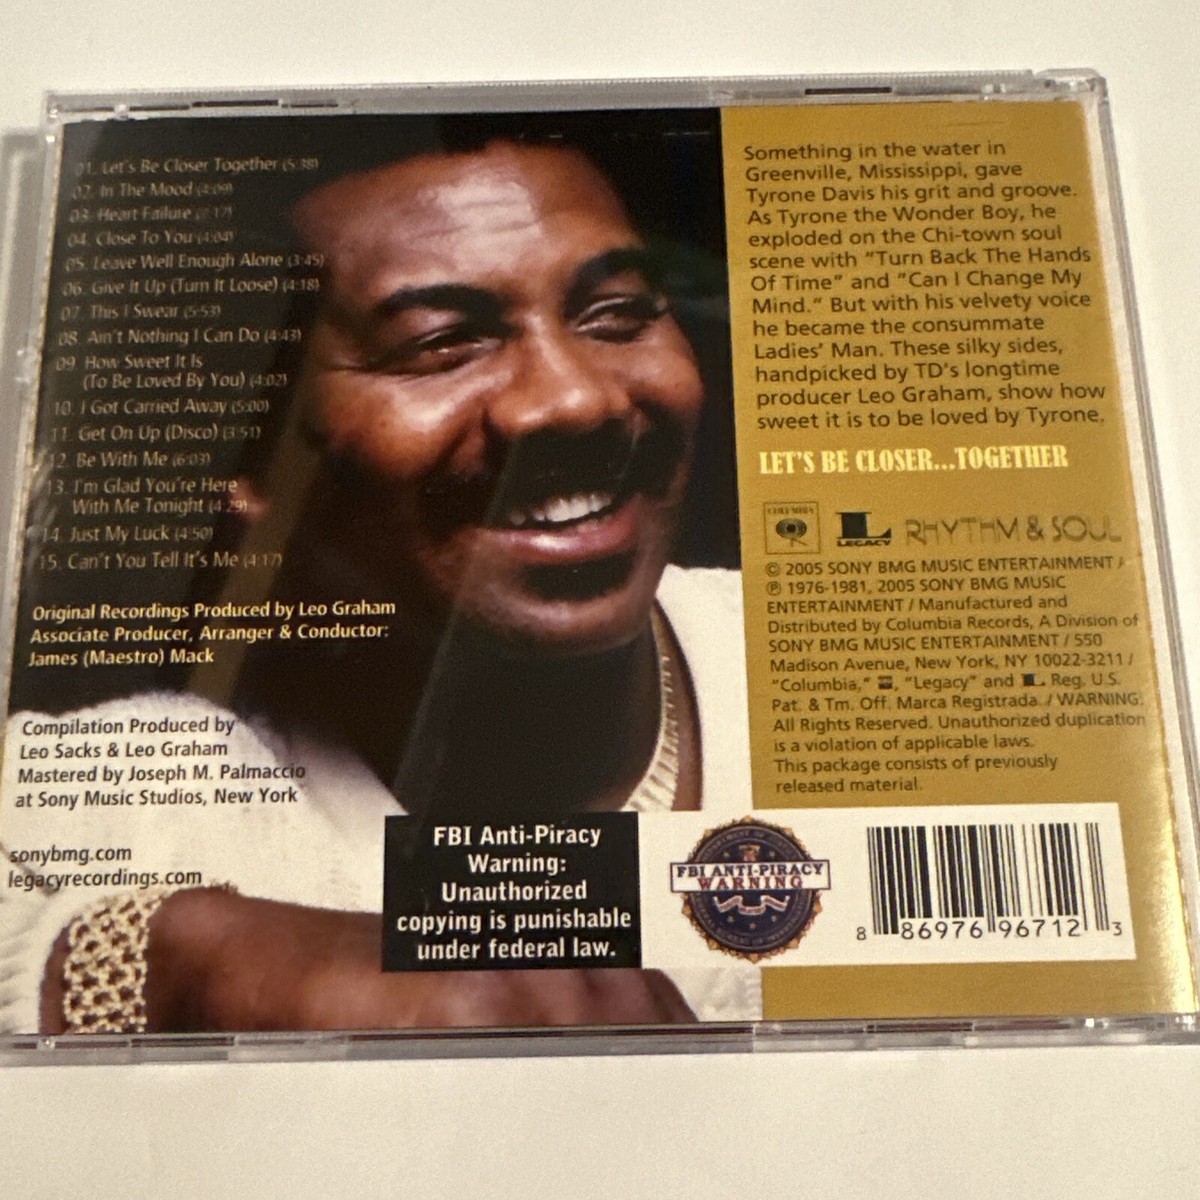 01. Let's Be Closer Together (5:38)
02. In The Mood (4:09)
03. Heart Failure (7:17)
04. Close To You (4:04)
05. Leave Well Enough Alone (3:45)
06. Give It Up (Turn It Loose) (4:18)
07. This I Swear (5:53)
08. Ain't Nothing I Can Do (4:43)
09 How Sweet It Is
(To Be Loved By You) (4:02)
10. I Got Carried Away (5:00)
11. Get On Up (Disco) (3:51)
12. Be With Me (6:03)
13. I'm Glad You're Here
With Me Tonight (4:29)
14. Just My Luck (4:50)
15. Can't You Tell It's Me (4:17)
Original Recordings Produced by Leo Graham
Associate Producer, Arranger & Conductor:
James (Maestro) Mack
Compilation Produced by
Leo Sacks & Leo Graham
Mastered by Joseph M. Palmaccio
at Sony Music Studios, New York
sonybmg.com
legacyrecordings.com
Something in the water in
Greenville, Mississippi, gave
Tyrone Davis his grit and groove.
As Tyrone the Wonder Boy, he
exploded on the Chi-town soul
scene with "Turn Back The Hands
Of Time" and "Can I Change My
Mind." But with his velvety voice
he became the consummate
Ladies' Man. These silky sides,
handpicked by TD's longtime
producer Leo Graham, show how
sweet it is to be loved by Tyrone.
LET'S BE CLOSER...TOGETHER
COLUMBIA
L LEGACY
RHYTHM & SOUL
© 2005 SONY BMG MUSIC ENTERTAINMENT /
℗ 1976-1981, 2005 SONY BMG MUSIC
ENTERTAINMENT / Manufactured and
Distributed by Columbia Records, A Division of
SONY BMG MUSIC ENTERTAINMENT / 550
Madison Avenue, New York, NY 10022-3211 /
"Columbia," , "Legacy" and L Reg. U.S.
Pat. & Tm. Off. Marca Registrada. / WARNING:
All Rights Reserved. Unauthorized duplication
is a violation of applicable laws.
This package consists of previously
released material.
FBI Anti-Piracy
Warning:
Unauthorized
copying is punishable
under federal law.
FBI ANTI-PIRACY
WARNING
8 86976 96712 3